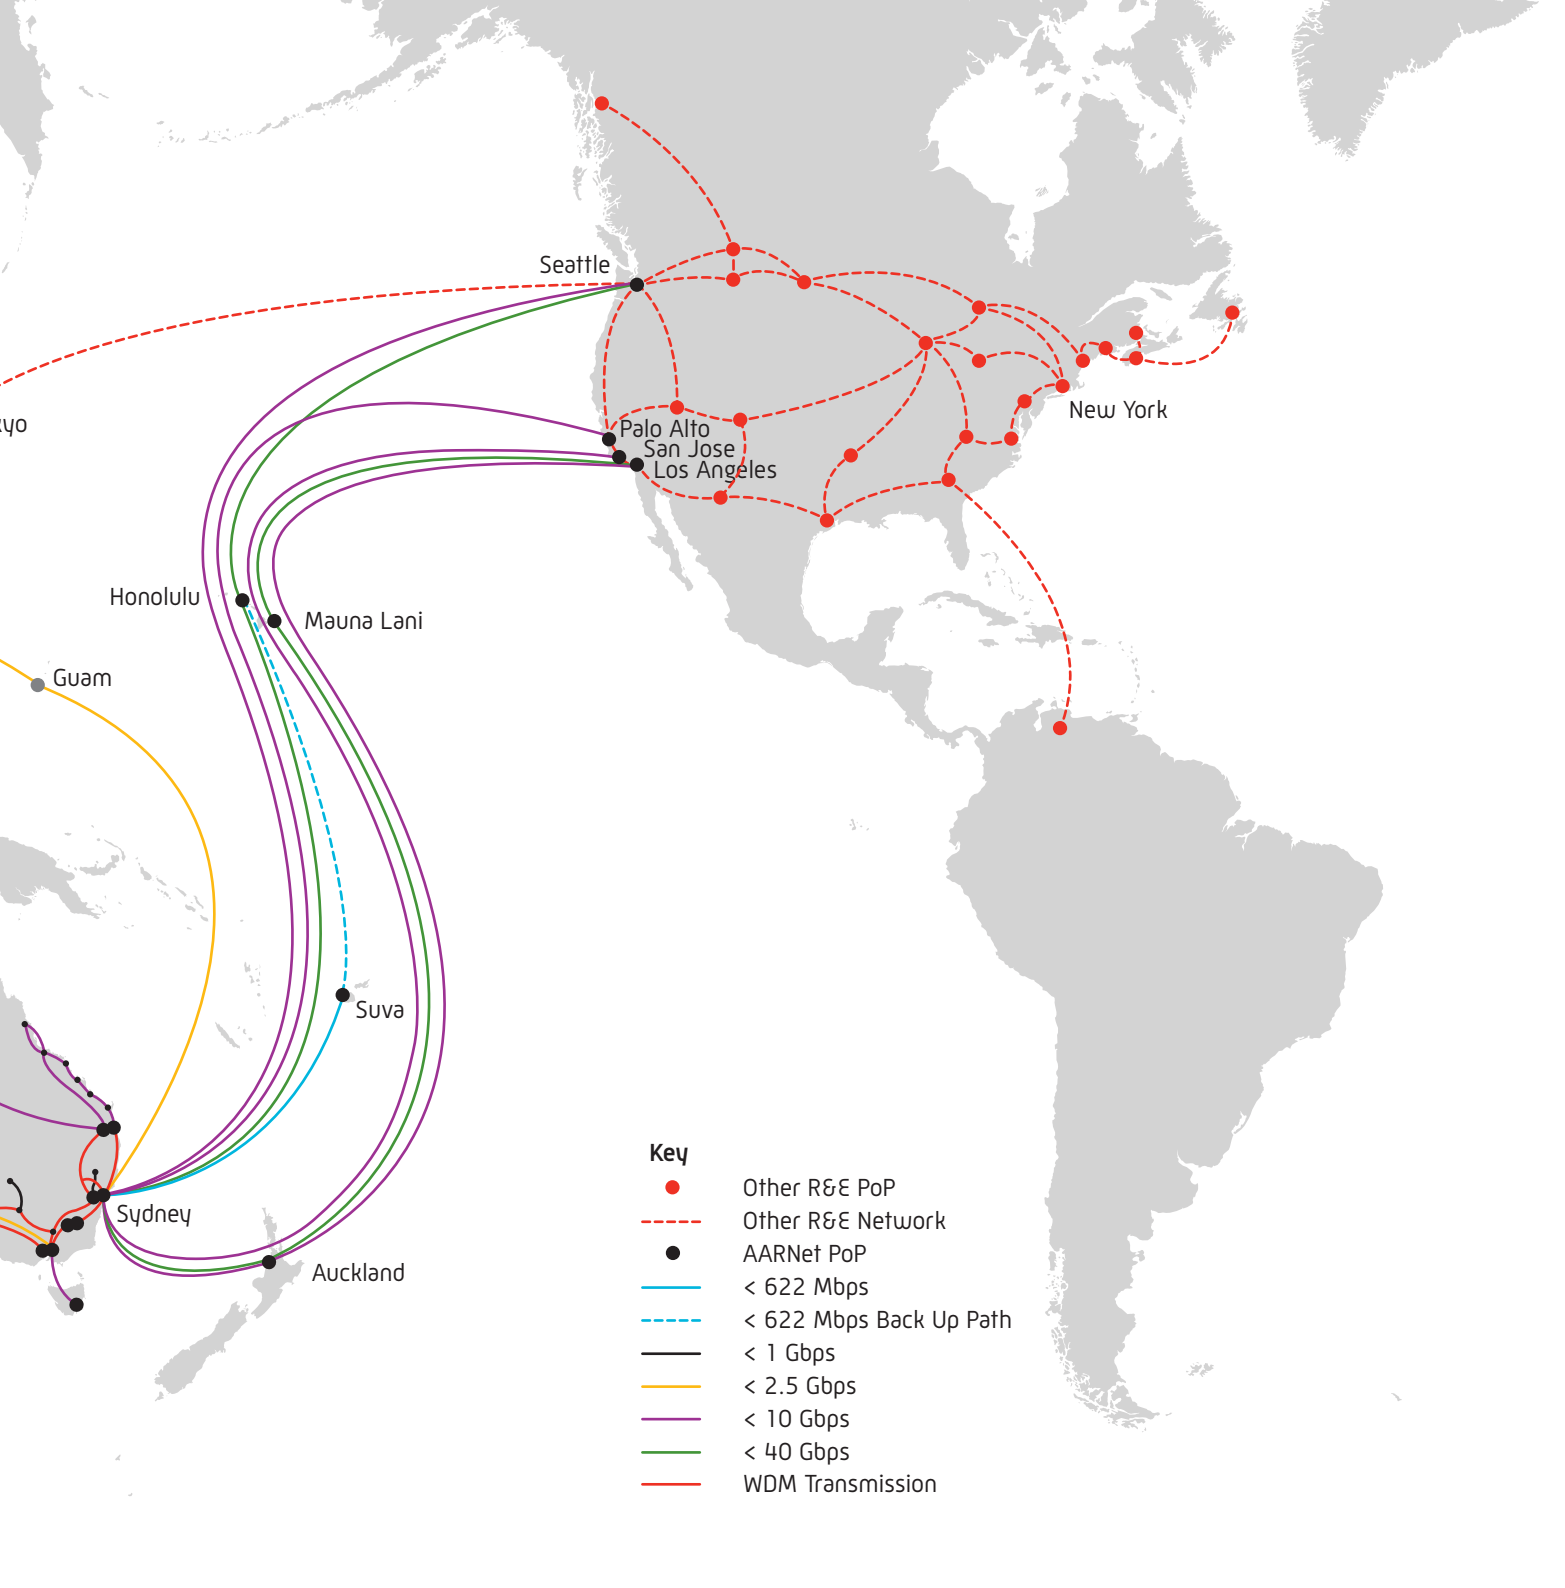 Seattle
New York
Palo Alto
San Jose
Los Angeles
Honolulu
Mauna Lani
Guam
Suva
Sydney
Auckland
Key
Other R&E PoP
Other R&E Network
AARNet PoP
< 622 Mbps
< 622 Mbps Back Up Path
< 1 Gbps
< 2.5 Gbps
< 10 Gbps
< 40 Gbps
WDM Transmission